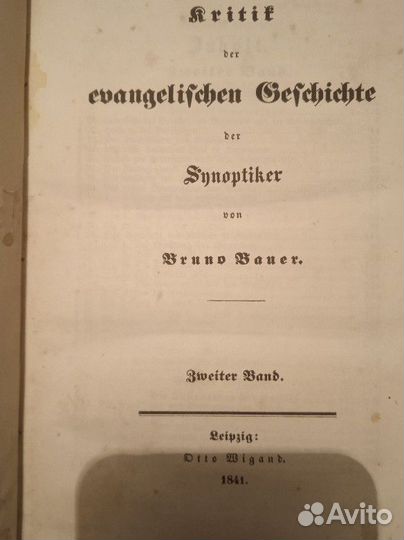 Kritik
der
evangelischen Geschichte
der
Synoptiker
von
Bruno Bauer.
Zweiter Band.
Leipzig:
Otto Wigand.
1841.
Avito